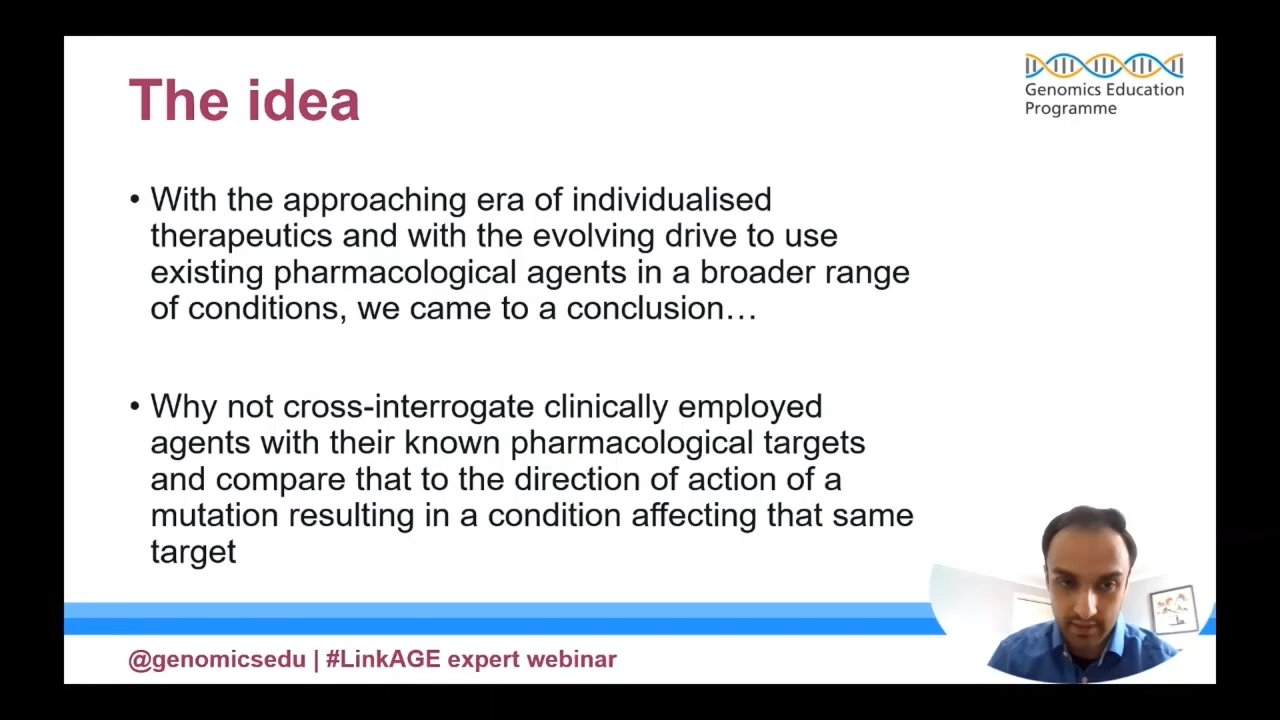 The idea
Genomics Education
Programme
• With the approaching era of individualised
therapeutics and with the evolving drive to use
existing pharmacological agents in a broader range
of conditions, we came to a conclusion…
• Why not cross-interrogate clinically employed
agents with their known pharmacological targets
and compare that to the direction of action of a
mutation resulting in a condition affecting that same
target
@genomicsedu | #LinkAGE expert webinar